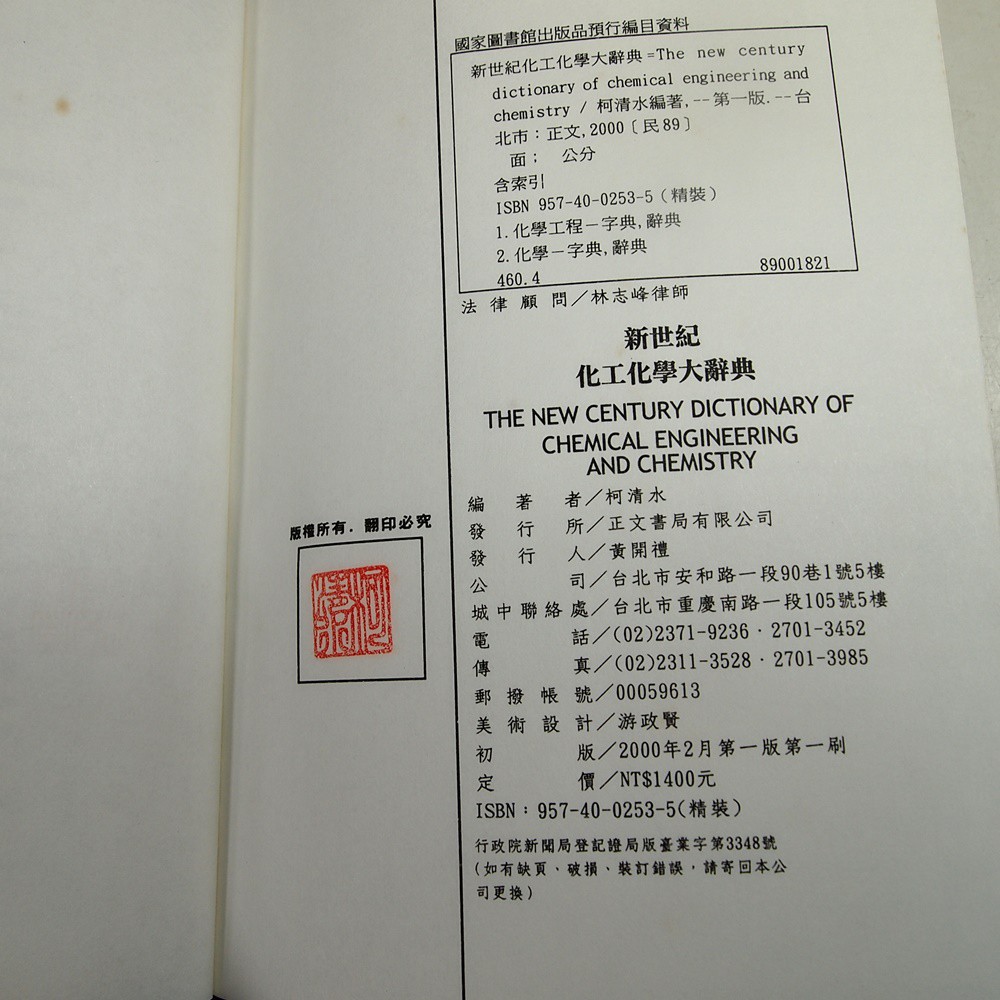 國家圖書館出版品預行編目資料
新世紀化工化學大辭典=The new century
dictionary of chemical engineering and
chemistry / 柯清水編著,--第一版.--台
北市：正文,2000〔民89〕
面； 公分
含索引
ISBN 957-40-0253-5（精裝）
1.化學工程－字典,辭典
2.化學－字典,辭典
460.4 89001821
法律顧問／林志峰律師
新世紀
化工化學大辭典
THE NEW CENTURY DICTIONARY OF
CHEMICAL ENGINEERING
AND CHEMISTRY
編著者／柯清水
發行所／正文書局有限公司
發行人／黃開禮
公司／台北市安和路一段90巷1號5樓
城中聯絡處／台北市重慶南路一段105號5樓
電話／(02)2371-9236．2701-3452
傳真／(02)2311-3528．2701-3985
郵撥帳號／00059613
美術設計／游政賢
初版／2000年2月第一版第一刷
定價／NT$1400元
ISBN：957-40-0253-5(精裝)
行政院新聞局登記證局版臺業字第3348號
(如有缺頁、破損、裝訂錯誤，請寄回本公
司更換)
版權所有．翻印必究
柯清水